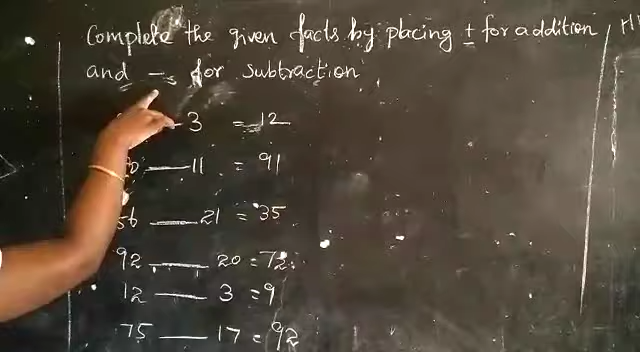 Complete the given facts by placing ± for addition
and – for subtraction
— 3 = 12
0 — 11 = 91
56 — 21 = 35
92 — 20 = 72
12 — 3 = 9
75 — 17 = 92